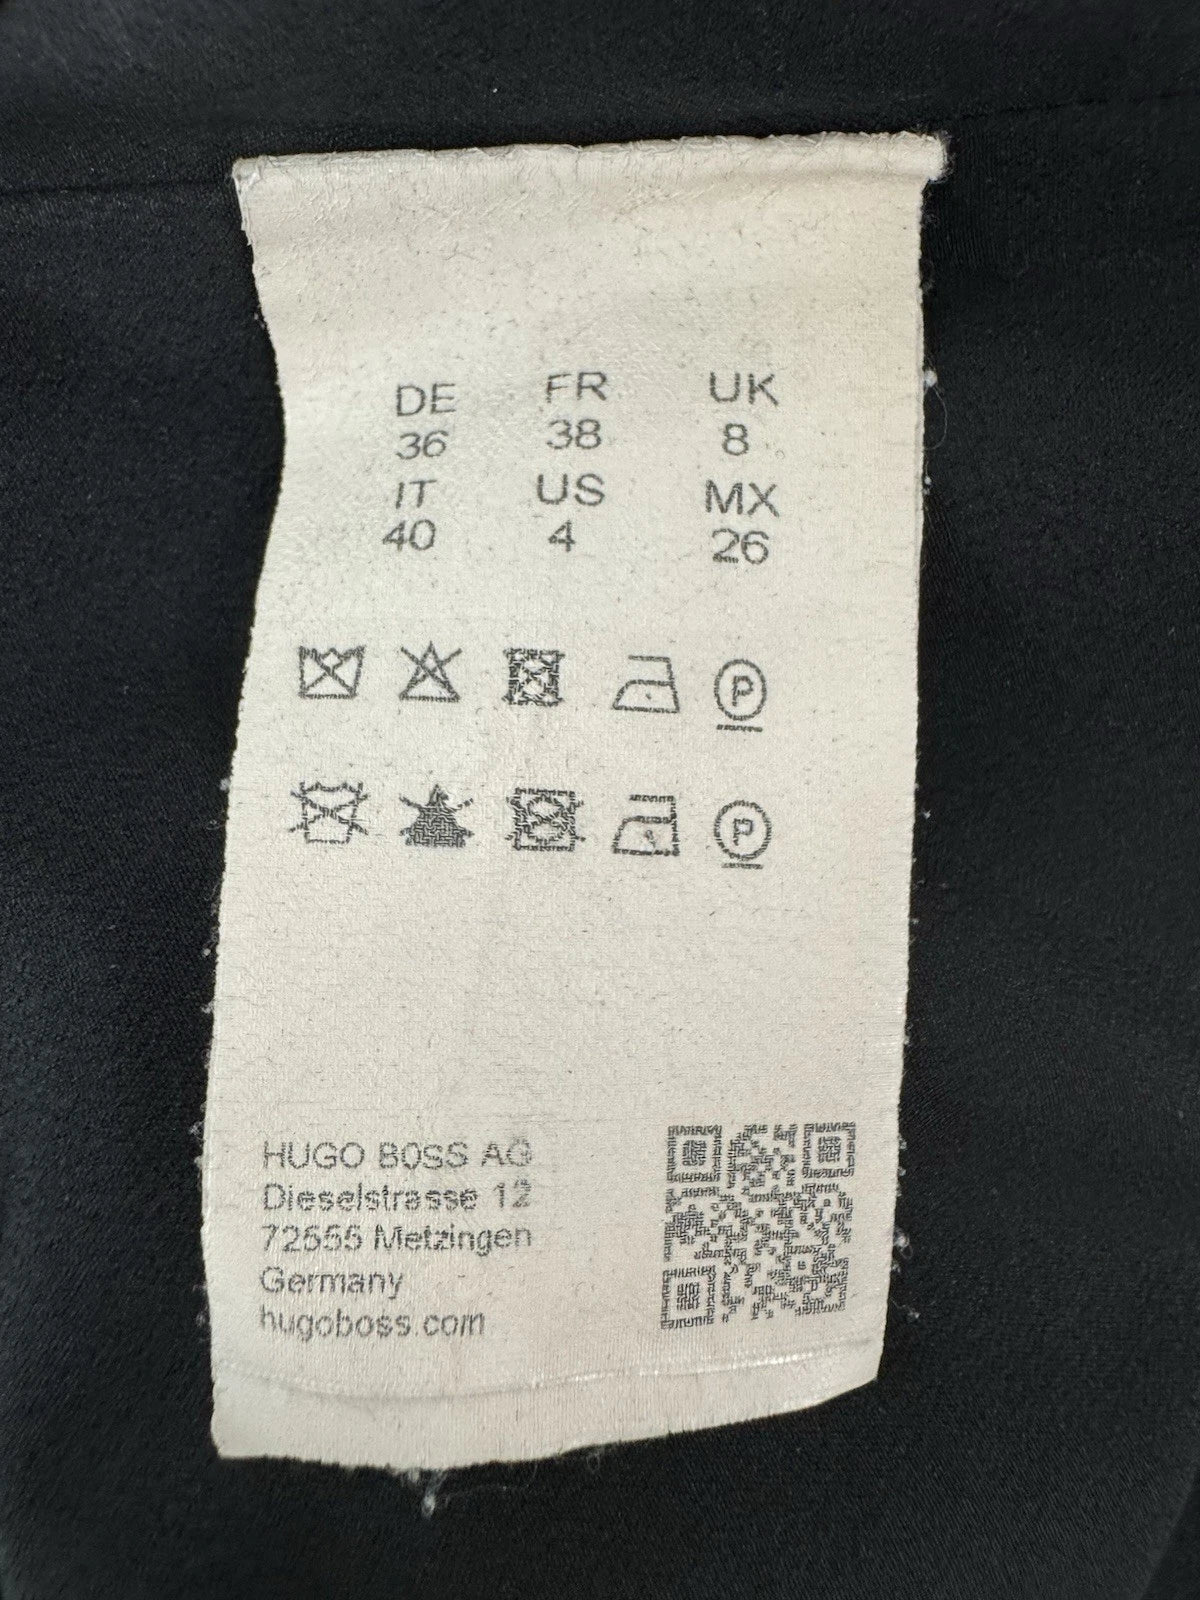 DE FR UK
36 38 8
IT US MX
40 4 26
P
P
HUGO BOSS AG
Dieselstrasse 12
72555 Metzingen
Germany
hugoboss.com